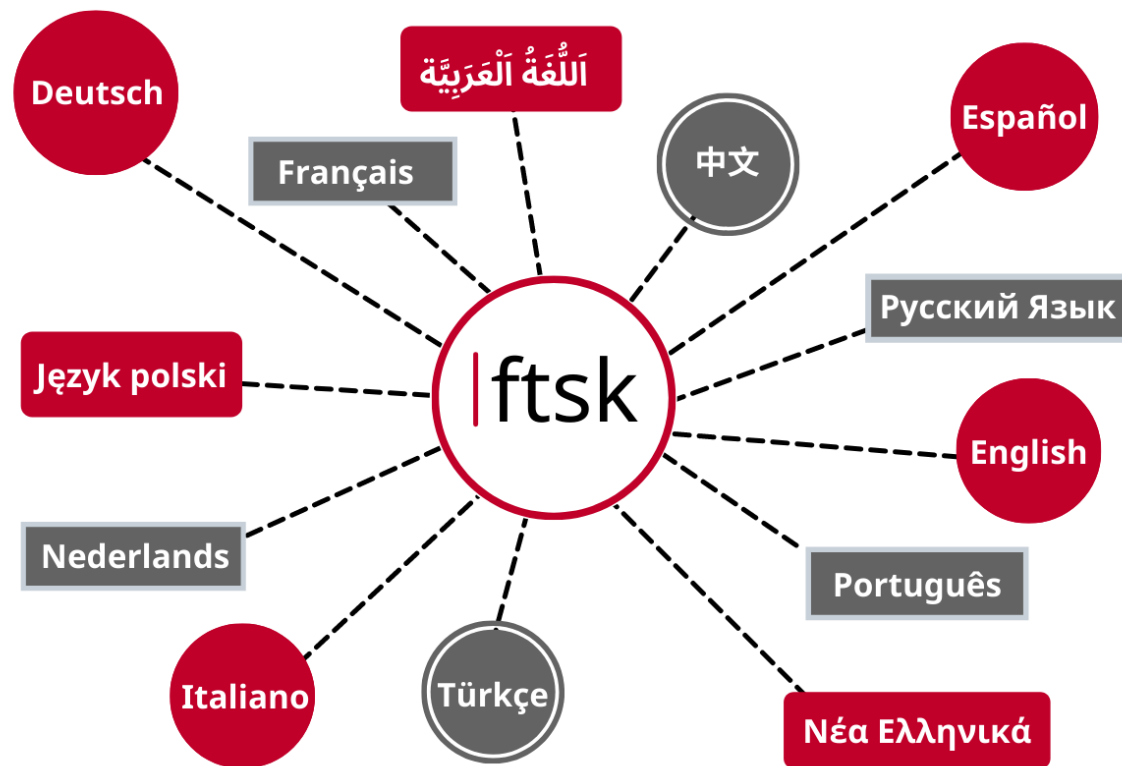 Deutsch
اَللُّغَةُ اَلْعَرَبِيَّة
Español
中文
Français
Русский Язык
Język polski
|ftsk
English
Nederlands
Português
Italiano
Türkçe
Νέα Ελληνικά